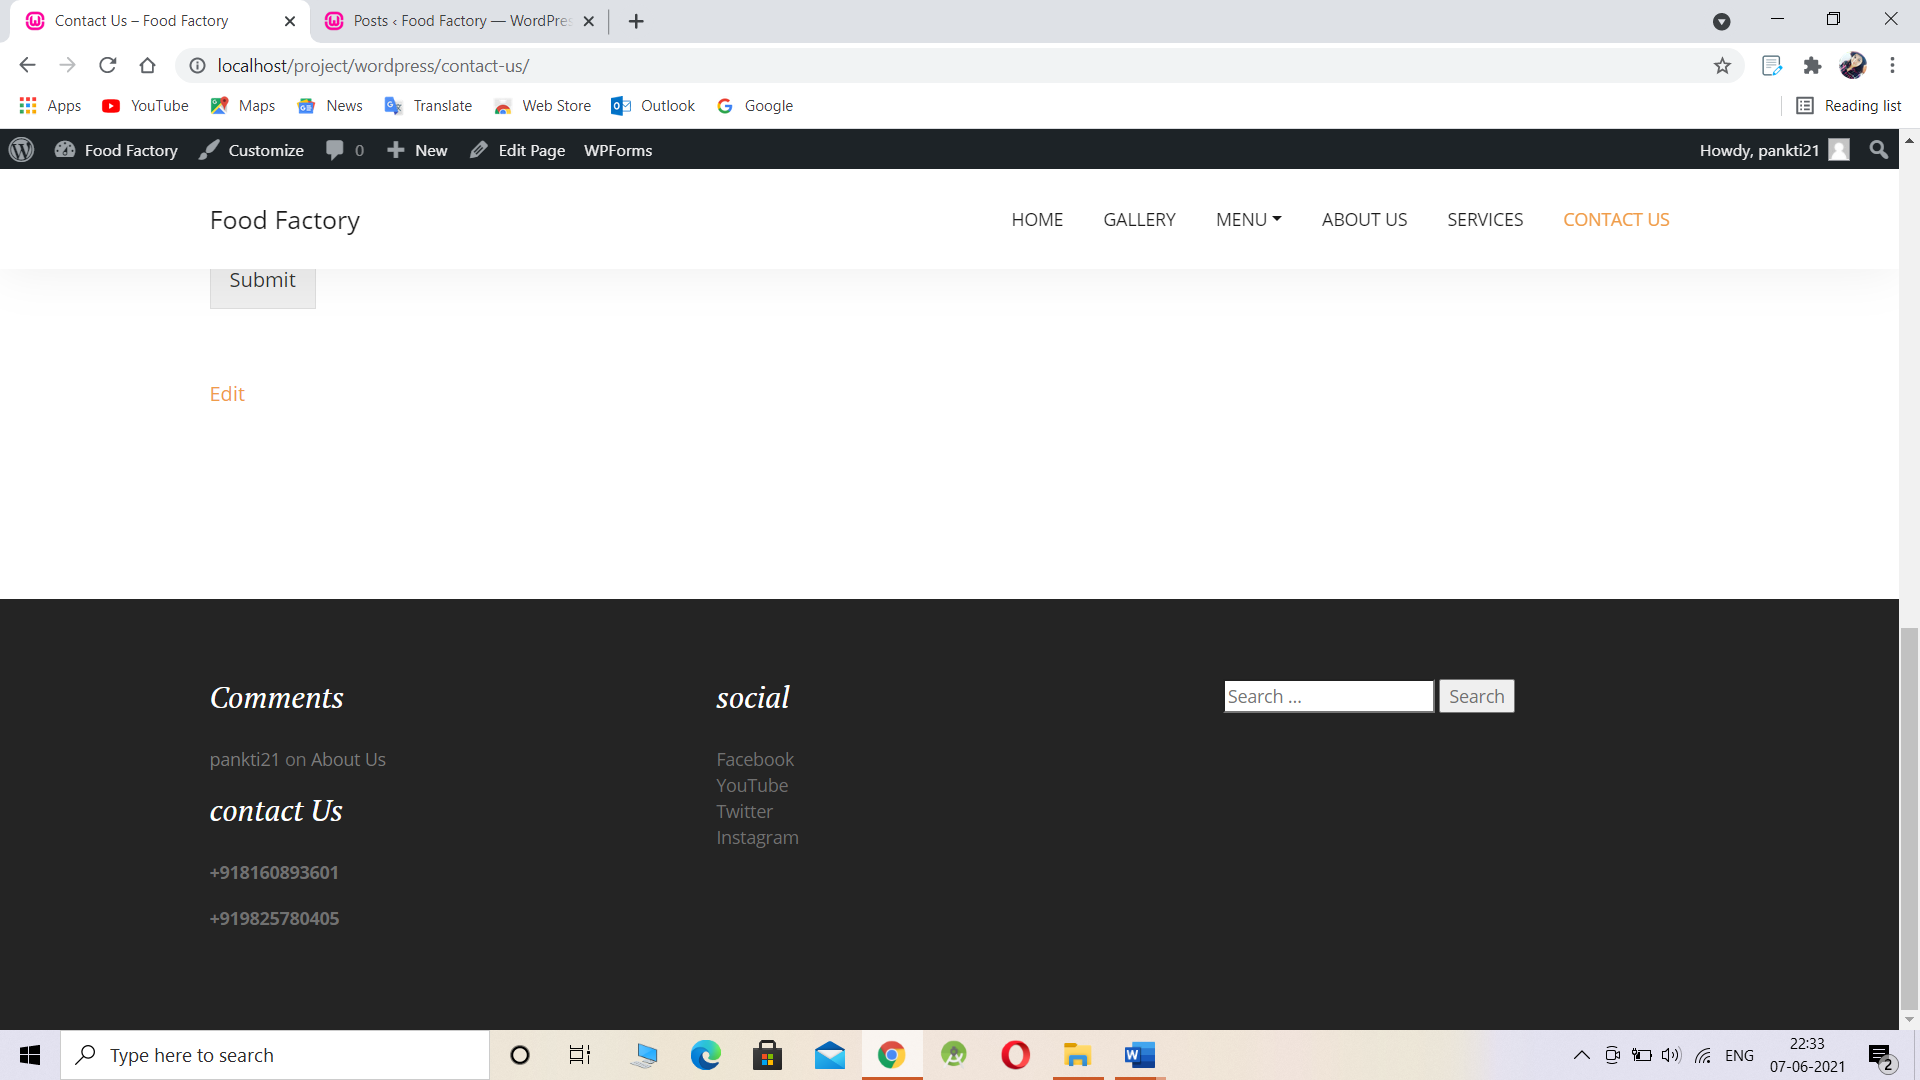 Contact Us – Food Factory
Posts ‹ Food Factory — WordPres
localhost/project/wordpress/contact-us/
Apps YouTube Maps News Translate Web Store Outlook Google Reading list
Food Factory Customize 0 New Edit Page WPForms Howdy, pankti21
Food Factory
HOME GALLERY MENU ABOUT US SERVICES CONTACT US
Submit
Edit
Comments
pankti21 on About Us
contact Us
+918160893601
+919825780405
social
Facebook
YouTube
Twitter
Instagram
Search ... Search
Type here to search
ENG
22:33
07-06-2021
2